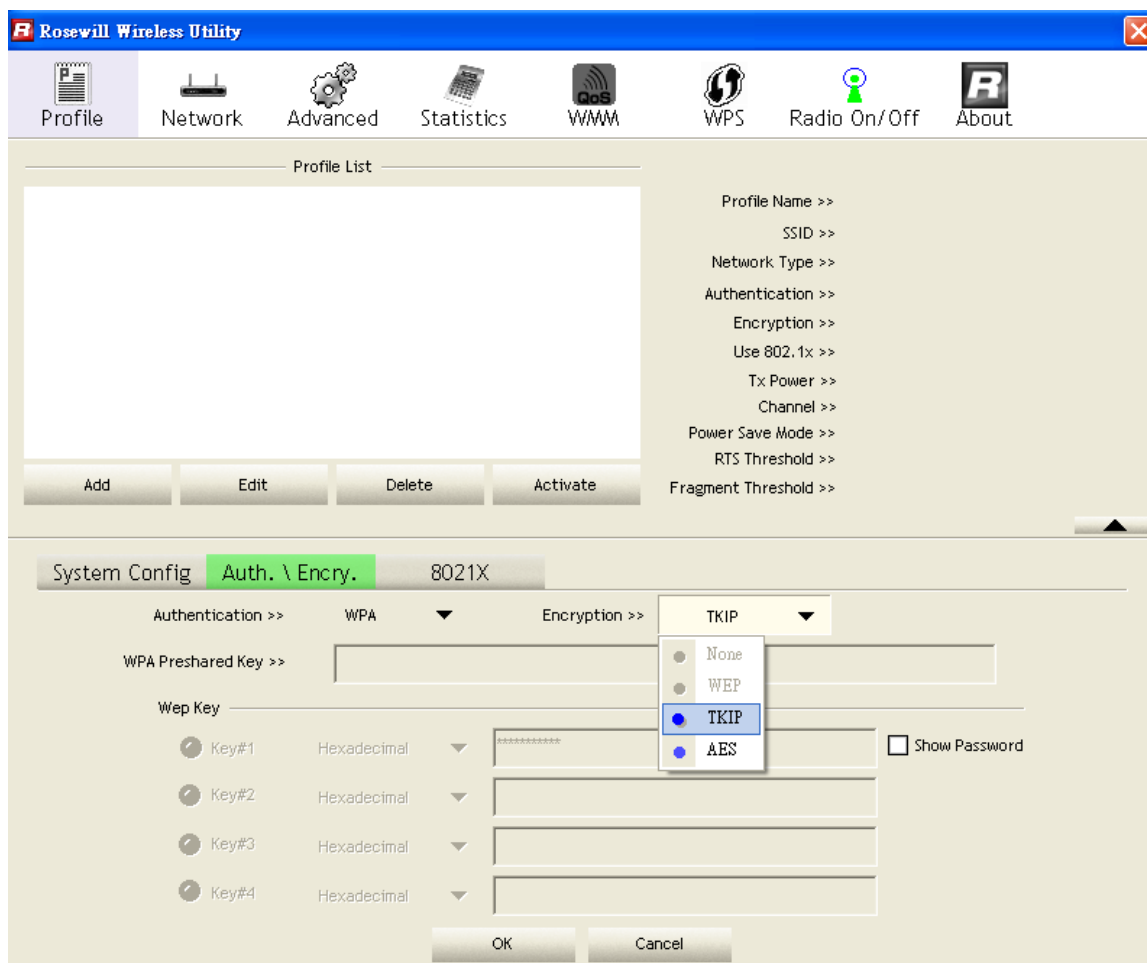 R Rosewill Wireless Utility
Profile Network Advanced Statistics QoS WMM WPS Radio On/Off R About
Profile List
Profile Name >>
SSID >>
Network Type >>
Authentication >>
Encryption >>
Use 802.1x >>
Tx Power >>
Channel >>
Power Save Mode >>
RTS Threshold >>
Fragment Threshold >>
Add Edit Delete Activate
System Config Auth. \ Encry. 8021X
Authentication >> WPA Encryption >> TKIP
None
WEP
TKIP
AES
WPA Preshared Key >>
Wep Key
Key#1 Hexadecimal *********** Show Password
Key#2 Hexadecimal
Key#3 Hexadecimal
Key#4 Hexadecimal
OK Cancel